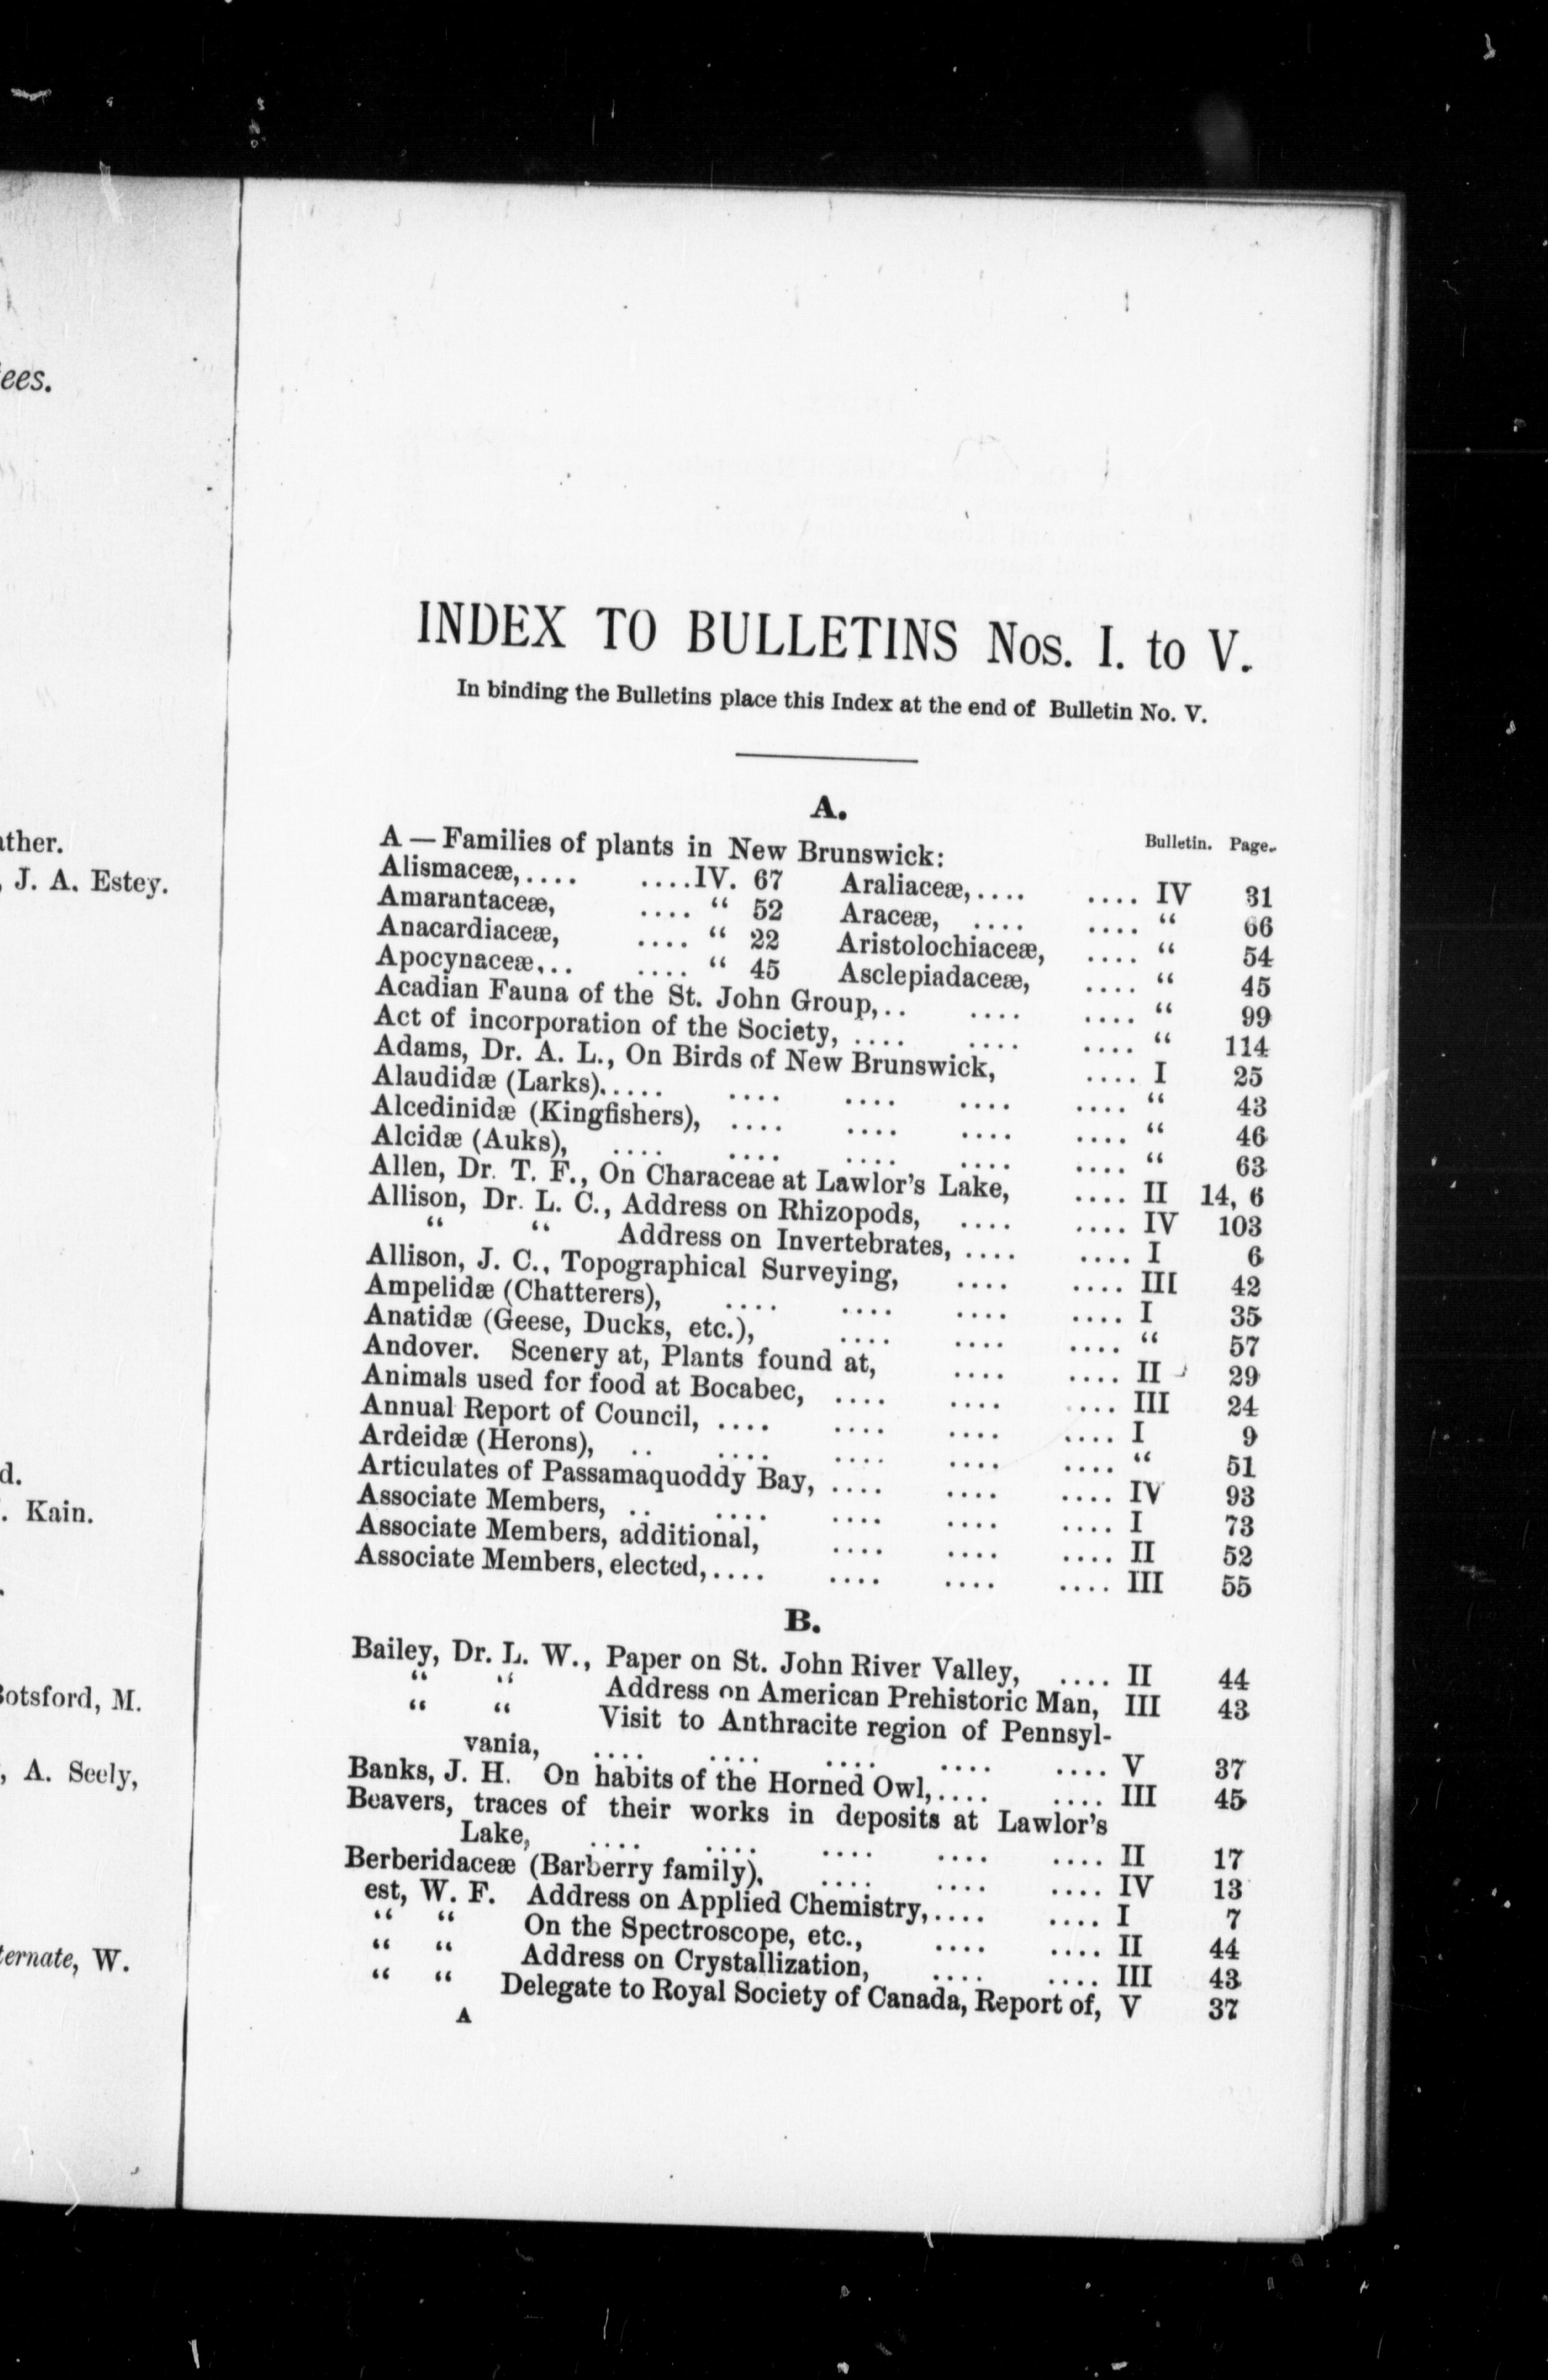 ees.
ather.
, J. A. Estey.
d.
. Kain.
Botsford, M.
, A. Seely,
ternate, W.
INDEX TO BULLETINS Nos. I. to V.
In binding the Bulletins place this Index at the end of Bulletin No. V.
A.
Bulletin. Page.
A — Families of plants in New Brunswick:
Alismaceæ,.... ....IV. 67 Araliaceæ,.... .... IV 31
Amarantaceæ, .... “ 52 Araceæ, .... .... “ 66
Anacardiaceæ, .... “ 22 Aristolochiaceæ, .... “ 54
Apocynaceæ,.. .... “ 45 Asclepiadaceæ, .... “ 45
Acadian Fauna of the St. John Group,.. .... .... “ 99
Act of incorporation of the Society, .... .... .... “ 114
Adams, Dr. A. L., On Birds of New Brunswick, .... I 25
Alaudidæ (Larks)..... .... .... .... .... “ 43
Alcedinidæ (Kingfishers), .... .... .... .... “ 46
Alcidæ (Auks), .... .... .... .... .... “ 63
Allen, Dr. T. F., On Characeae at Lawlor's Lake, .... II 14, 6
Allison, Dr. L. C., Address on Rhizopods, .... .... IV 103
“ “ Address on Invertebrates, .... .... I 6
Allison, J. C., Topographical Surveying, .... .... III 42
Ampelidæ (Chatterers), .... .... .... .... I 35
Anatidæ (Geese, Ducks, etc.), .... .... .... “ 57
Andover. Scenery at, Plants found at, .... .... II 29
Animals used for food at Bocabec, .... .... .... III 24
Annual Report of Council, .... .... .... .... I 9
Ardeidæ (Herons), .. .... .... .... .... “ 51
Articulates of Passamaquoddy Bay, .... .... .... IV 93
Associate Members, .. .... .... .... .... I 73
Associate Members, additional, .... .... .... II 52
Associate Members, elected,.... .... .... .... III 55
B.
Bailey, Dr. L. W., Paper on St. John River Valley, .... II 44
“ “ Address on American Prehistoric Man, III 43
“ “ Visit to Anthracite region of Pennsyl-
vania, .... .... .... .... .... V 37
Banks, J. H. On habits of the Horned Owl,.... .... III 45
Beavers, traces of their works in deposits at Lawlor's
Lake, .... .... .... .... .... II 17
Berberidaceæ (Barberry family), .... .... .... IV 13
est, W. F. Address on Applied Chemistry,.... .... I 7
“ “ On the Spectroscope, etc., .... .... II 44
“ “ Address on Crystallization, .... .... III 43
“ “ Delegate to Royal Society of Canada, Report of, V 37
A